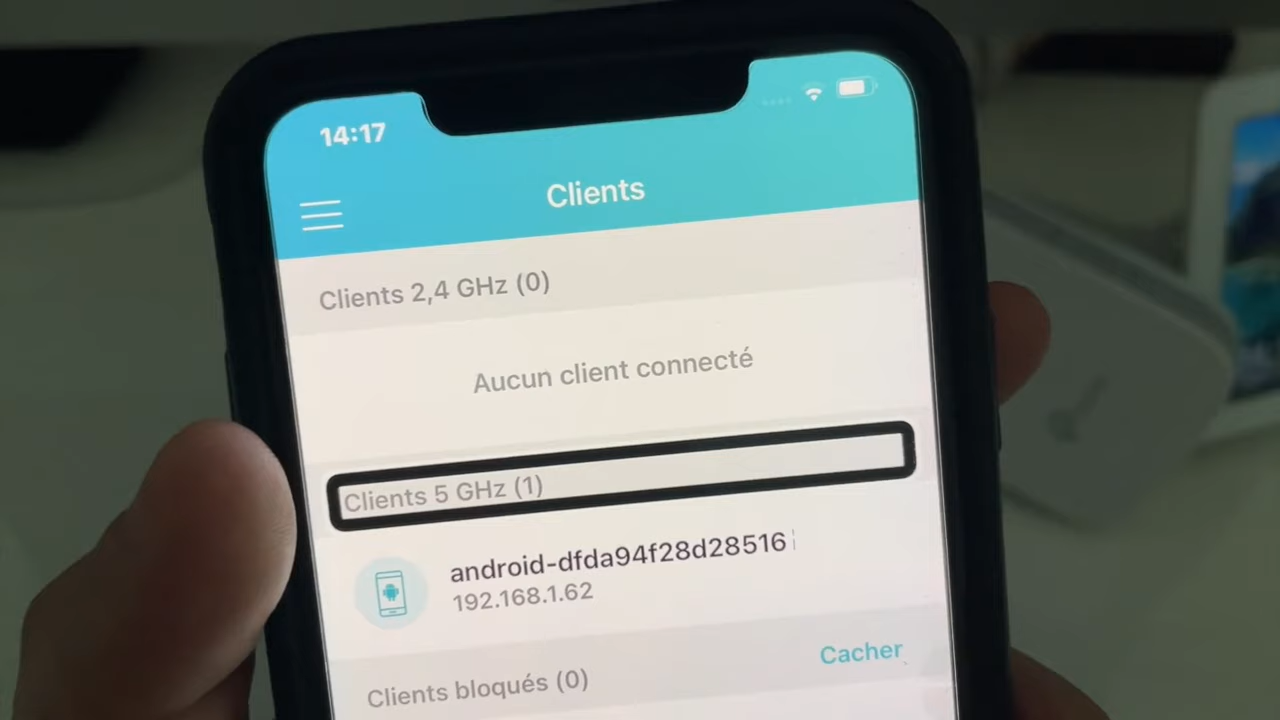 14:17
Clients
Clients 2,4 GHz (0)
Aucun client connecté
Clients 5 GHz (1)
android-dfda94f28d28516
192.168.1.62
Clients bloqués (0)
Cacher